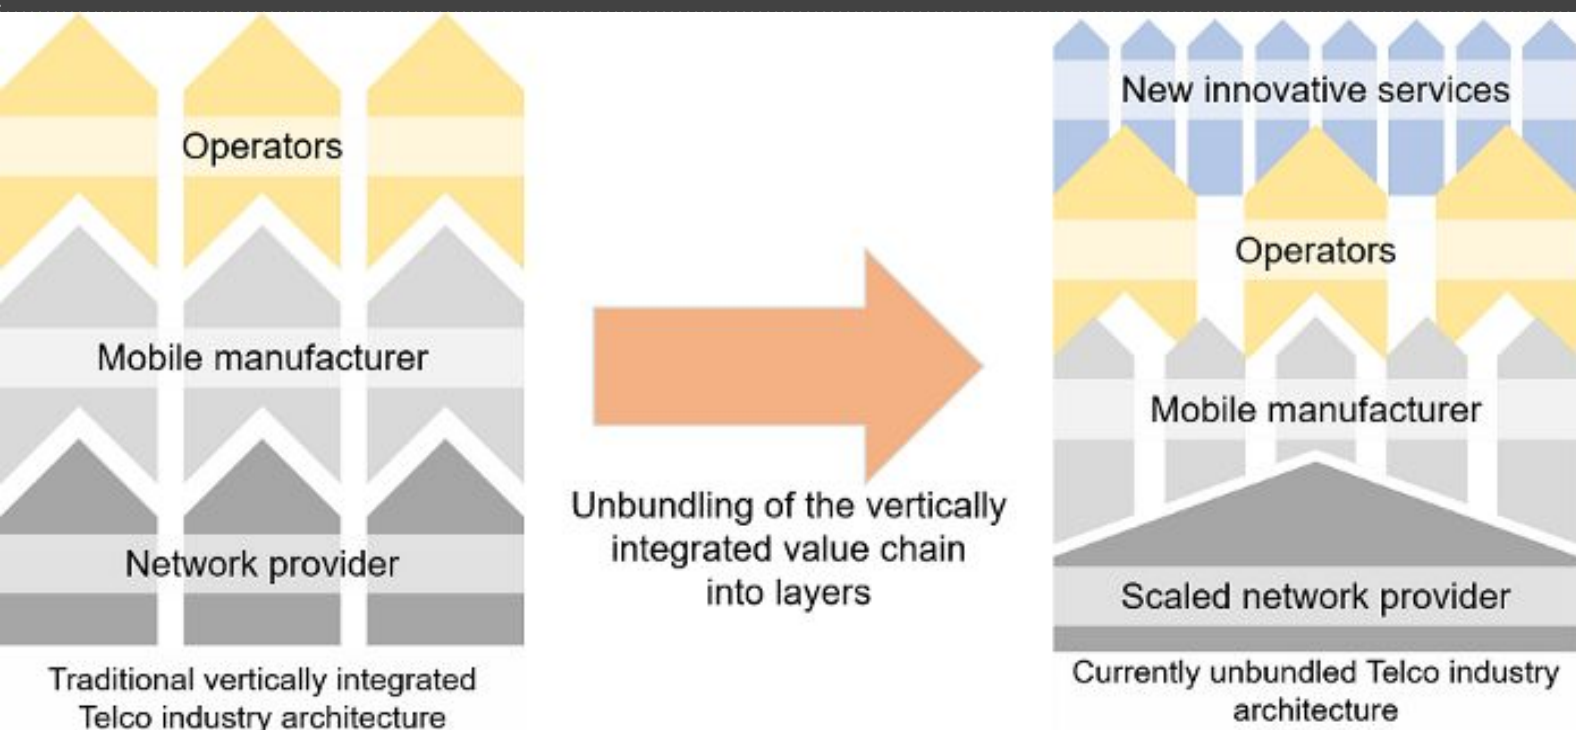 Operators
Mobile manufacturer
Network provider
Traditional vertically integrated
Telco industry architecture
Unbundling of the vertically
integrated value chain
into layers
New innovative services
Operators
Mobile manufacturer
Scaled network provider
Currently unbundled Telco industry
architecture